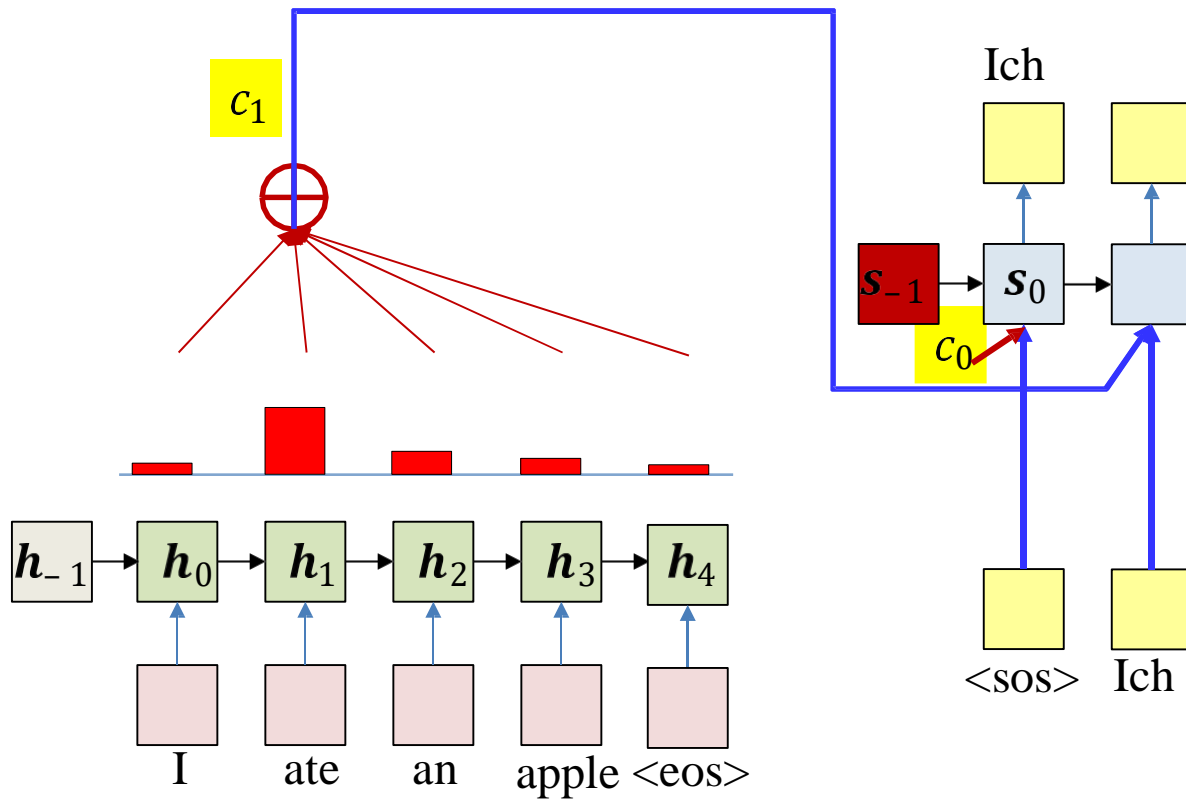 Ich
c₁
s₋₁ s₀
c₀
h₋₁ h₀ h₁ h₂ h₃ h₄
<sos> Ich
I ate an apple <eos>